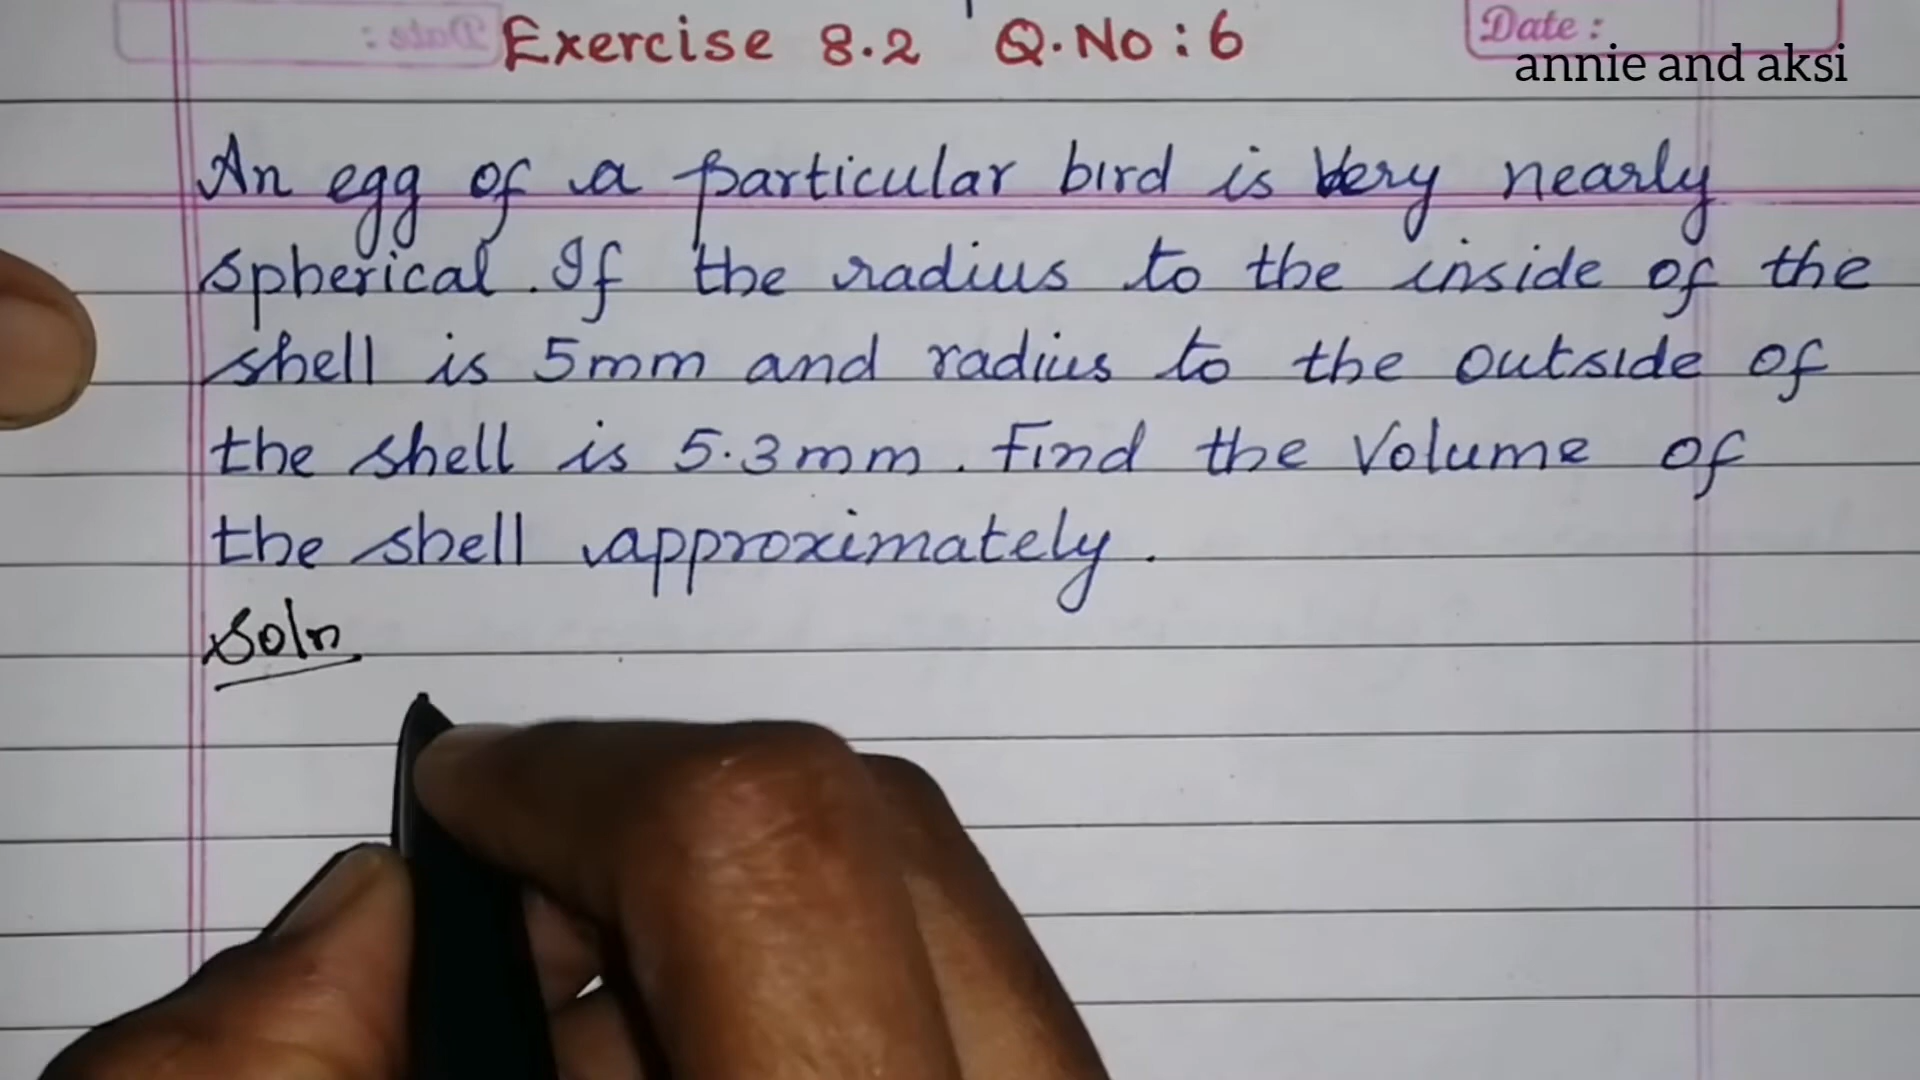 Exercise 8.2 Q.No: 6
Date :
annie and aksi
An egg of a particular bird is very nearly
spherical. If the radius to the inside of the
shell is 5mm and radius to the outside of
the shell is 5.3mm. Find the Volume of
the shell approximately.
Soln